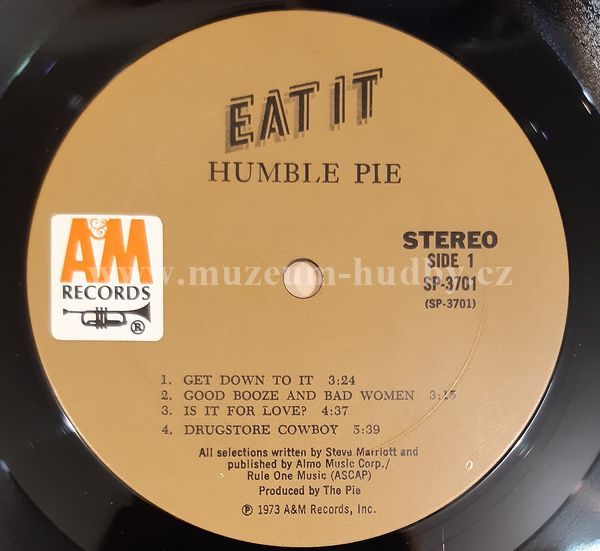 EAT IT
HUMBLE PIE
A&M
RECORDS
®
STEREO
SIDE 1
SP-3701
(SP-3701)
www.muzeum-hudby.cz
1. GET DOWN TO IT 3:24
2. GOOD BOOZE AND BAD WOMEN 3:15
3. IS IT FOR LOVE? 4:37
4. DRUGSTORE COWBOY 5:39
All selections written by Steve Marriott and
published by Almo Music Corp./
Rule One Music (ASCAP)
Produced by The Pie
℗ 1973 A&M Records, Inc.